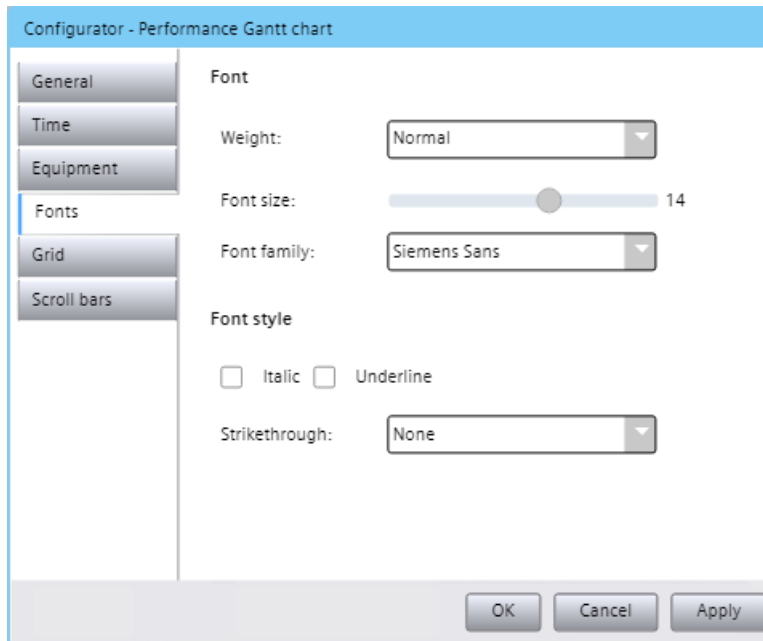 Configurator - Performance Gantt chart
General
Time
Equipment
Fonts
Grid
Scroll bars
Font
Weight: Normal
Font size: 14
Font family: Siemens Sans
Font style
Italic Underline
Strikethrough: None
OK Cancel Apply